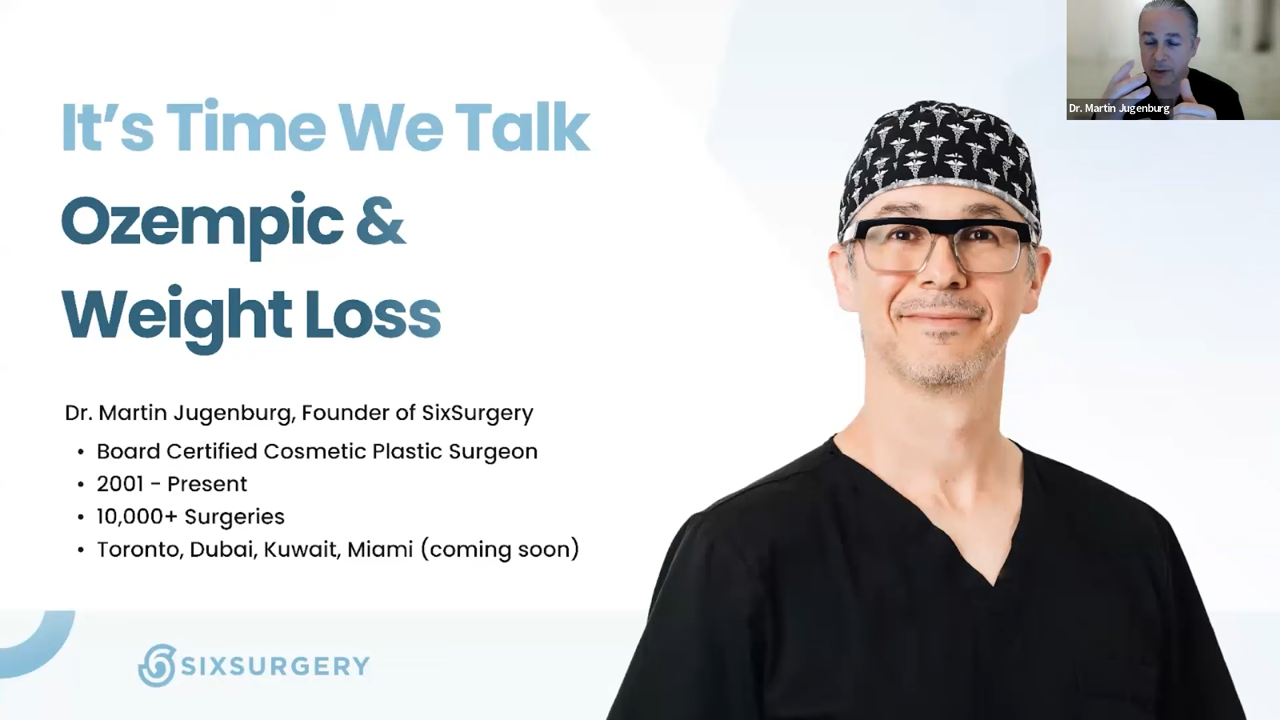 It's Time We Talk
Ozempic &
Weight Loss
Dr. Martin Jugenburg, Founder of SixSurgery
• Board Certified Cosmetic Plastic Surgeon
• 2001 - Present
• 10,000+ Surgeries
• Toronto, Dubai, Kuwait, Miami (coming soon)
SIXSURGERY
Dr. Martin Jugenburg